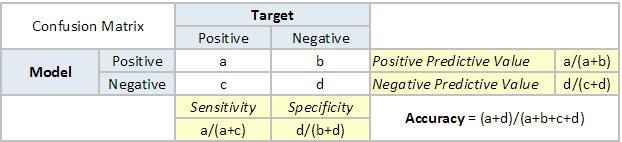 Confusion Matrix
Target
Positive Negative
Model Positive a b Positive Predictive Value a/(a+b)
Negative c d Negative Predictive Value d/(c+d)
Sensitivity Specificity
Accuracy = (a+d)/(a+b+c+d)
a/(a+c) d/(b+d)